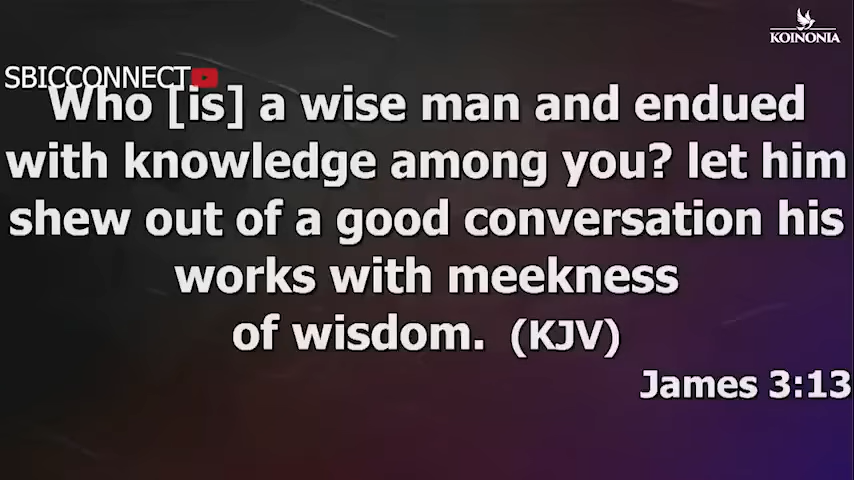 KOINONIA
SBICCONNECT
Who [is] a wise man and endued
with knowledge among you? let him
shew out of a good conversation his
works with meekness
of wisdom. (KJV)
James 3:13